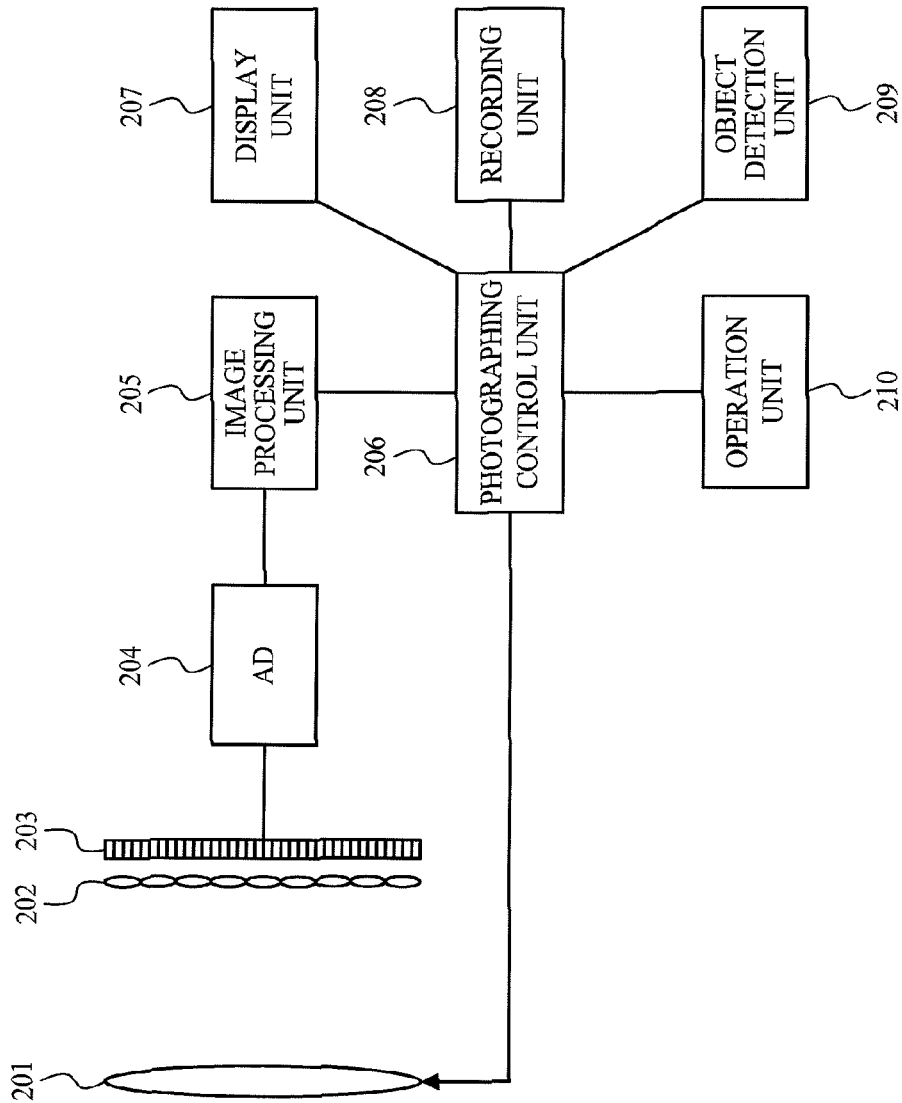 201
202
203
204
AD
205
IMAGE
PROCESSING
UNIT
206
PHOTOGRAPHING
CONTROL UNIT
207
DISPLAY
UNIT
208
RECORDING
UNIT
OBJECT
DETECTION
UNIT
209
OPERATION
UNIT
210